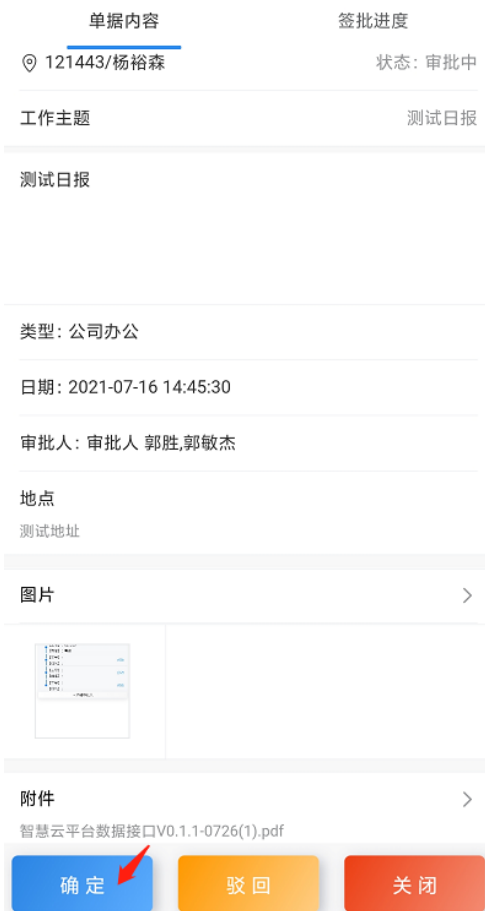 单据内容 签批进度
121443/杨裕森 状态：审批中
工作主题 测试日报
测试日报
类型：公司办公
日期：2021-07-16 14:45:30
审批人：审批人 郭胜,郭敏杰
地点
测试地址
图片
附件
智慧云平台数据接口V0.1.1-0726(1).pdf
确定 驳回 关闭